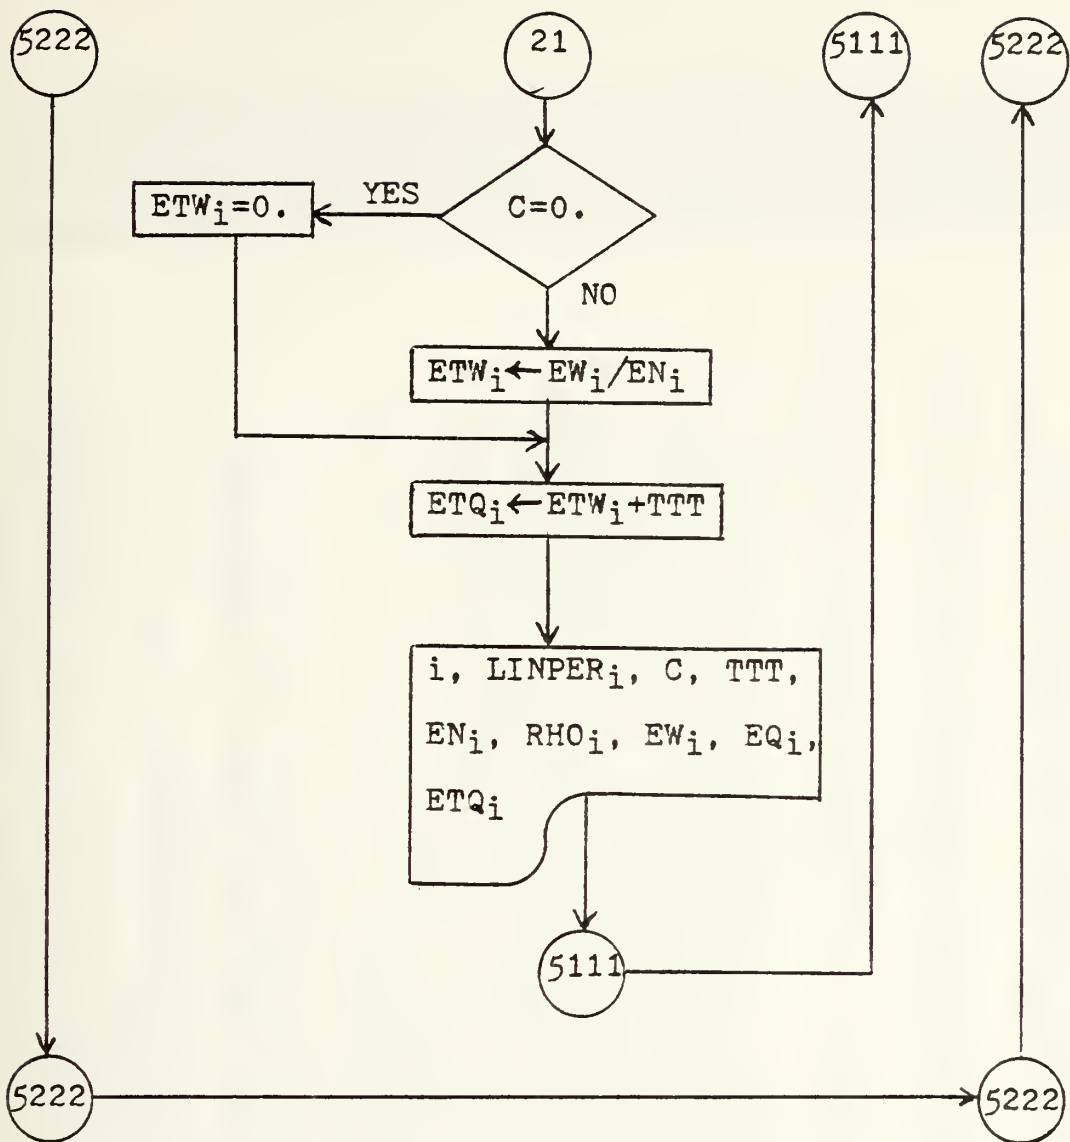 5222
21
5111
5222
C=0.
YES
ETWi=0.
NO
ETWi←EWi/ENi
ETQi←ETWi+TTT
i, LINPERi, C, TTT,
ENi, RHOi, EWi, EQi,
ETQi
5111
5222
5222